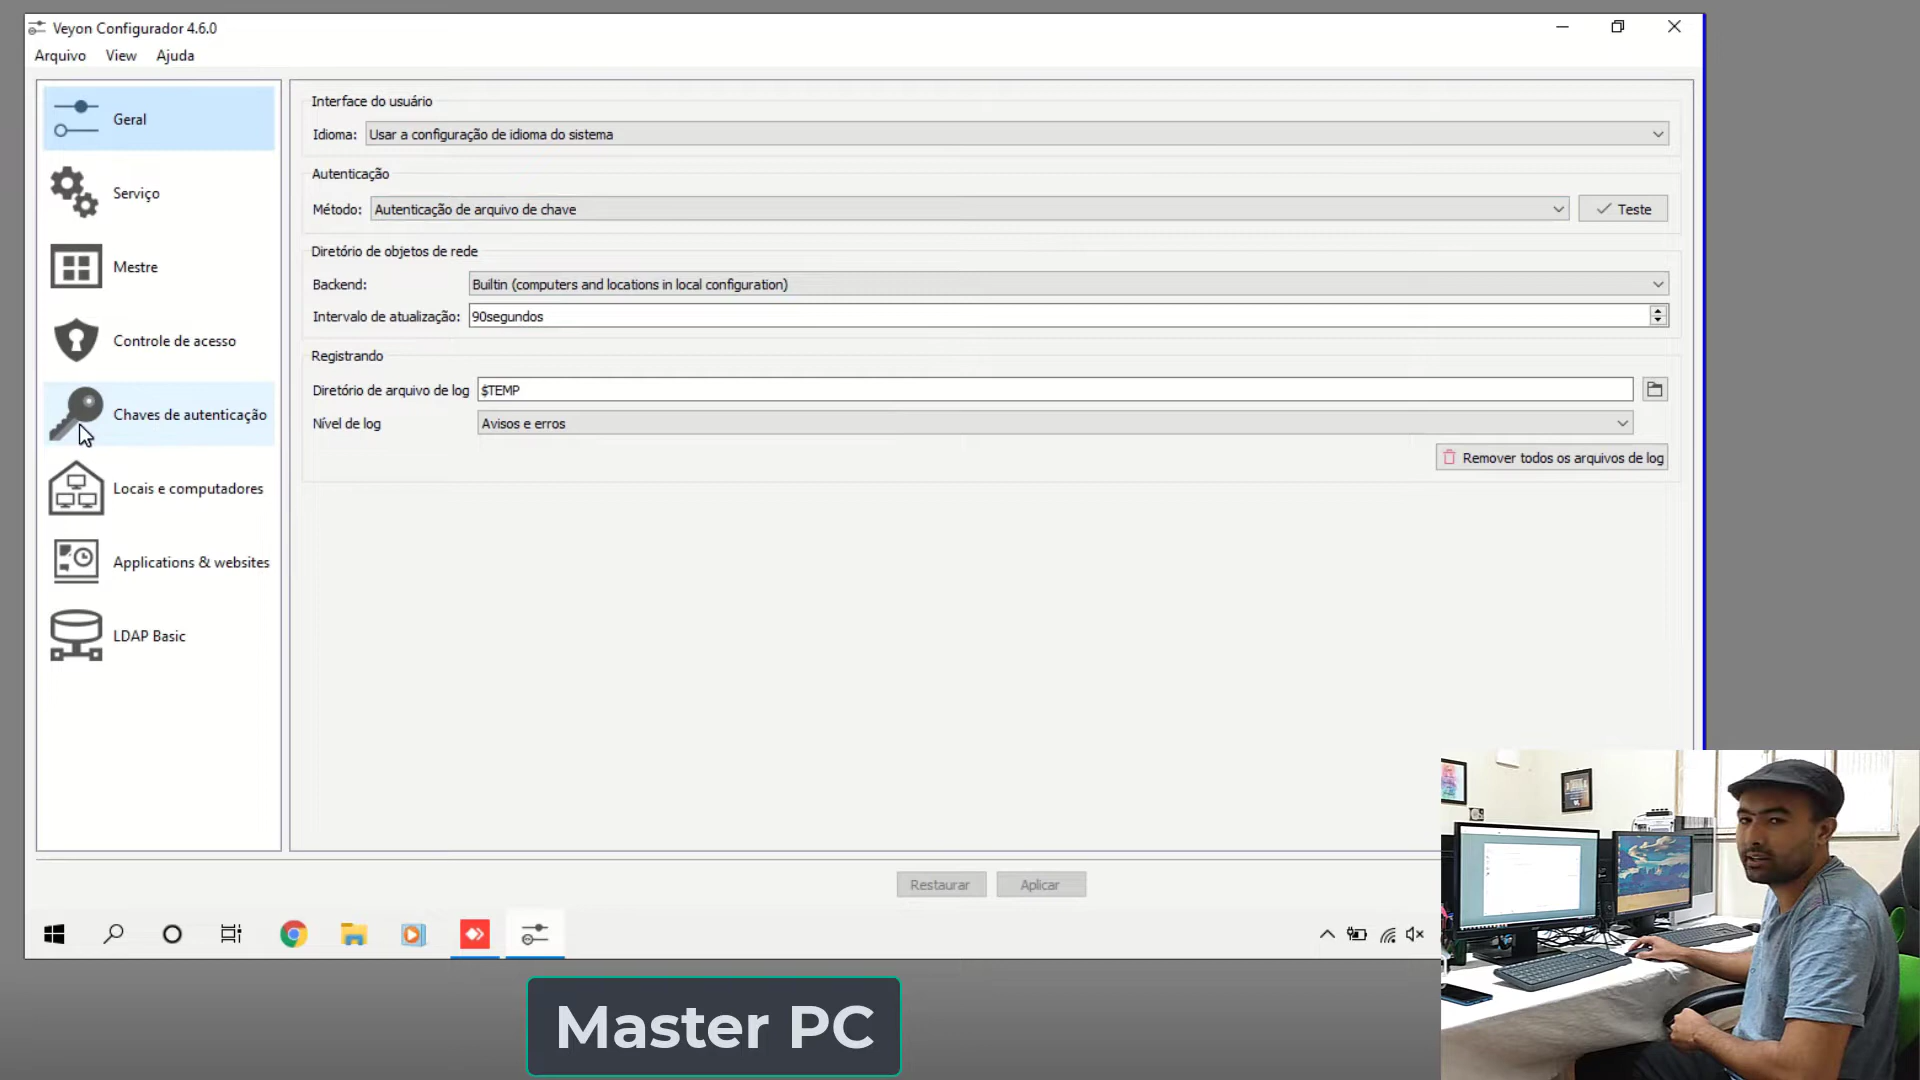 Veyon Configurador 4.6.0
Arquivo View Ajuda
Geral
Serviço
Mestre
Controle de acesso
Chaves de autenticação
Locais e computadores
Applications & websites
LDAP Basic
Interface do usuário
Idioma: Usar a configuração de idioma do sistema
Autenticação
Método: Autenticação de arquivo de chave Teste
Diretório de objetos de rede
Backend: Builtin (computers and locations in local configuration)
Intervalo de atualização: 90segundos
Registrando
Diretório de arquivo de log $TEMP
Nível de log Avisos e erros
Remover todos os arquivos de log
Restaurar Aplicar
Master PC